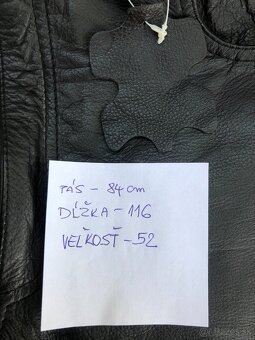 PÁS - 84 cm
DĹŽKA - 116
VEĽKOSŤ - 52